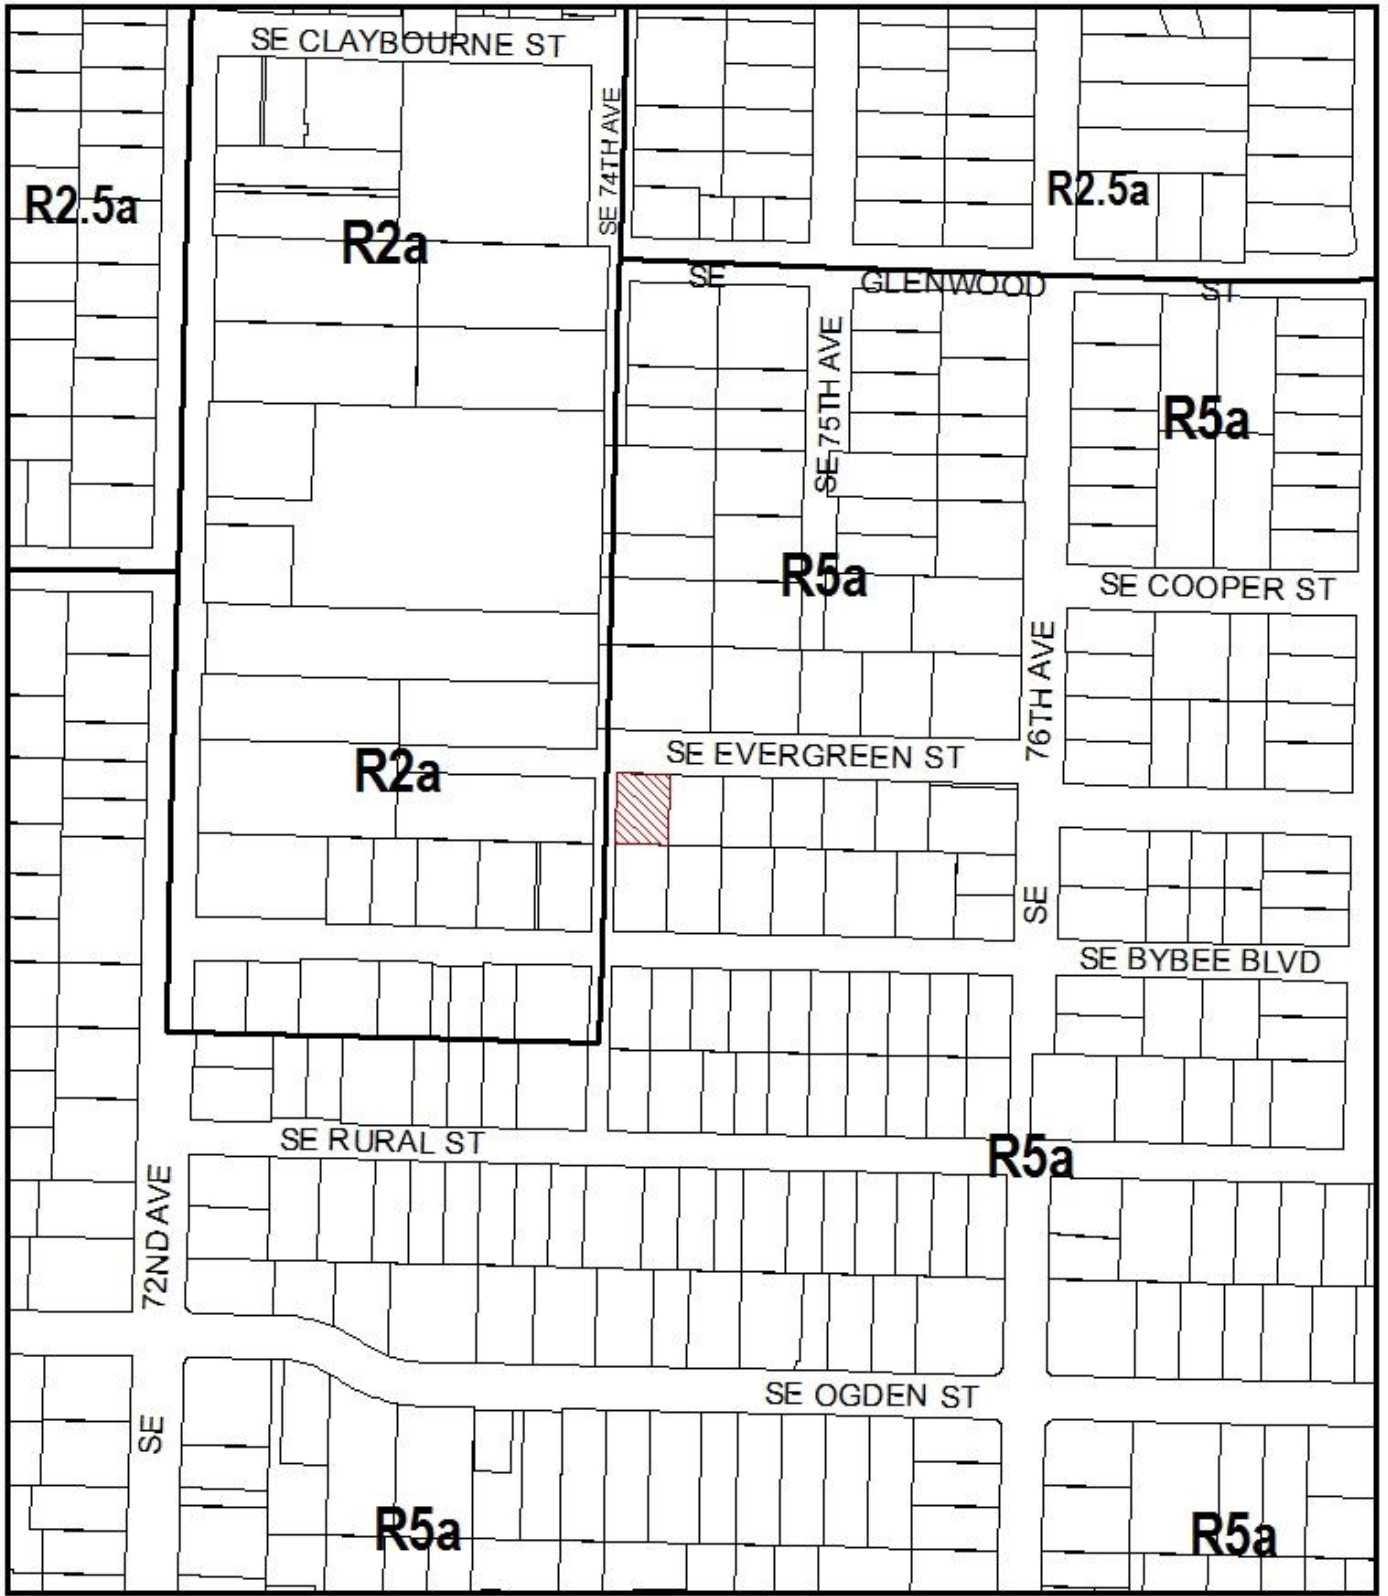 SE CLAYBOURNE ST
SE 74TH AVE
R2.5a
R2.5a
R2a
SE GLENWOOD ST
SE 75TH AVE
R5a
R5a
SE COOPER ST
SE 76TH AVE
SE EVERGREEN ST
R2a
SE BYBEE BLVD
SE RURAL ST
R5a
SE 72ND AVE
SE OGDEN ST
R5a
R5a